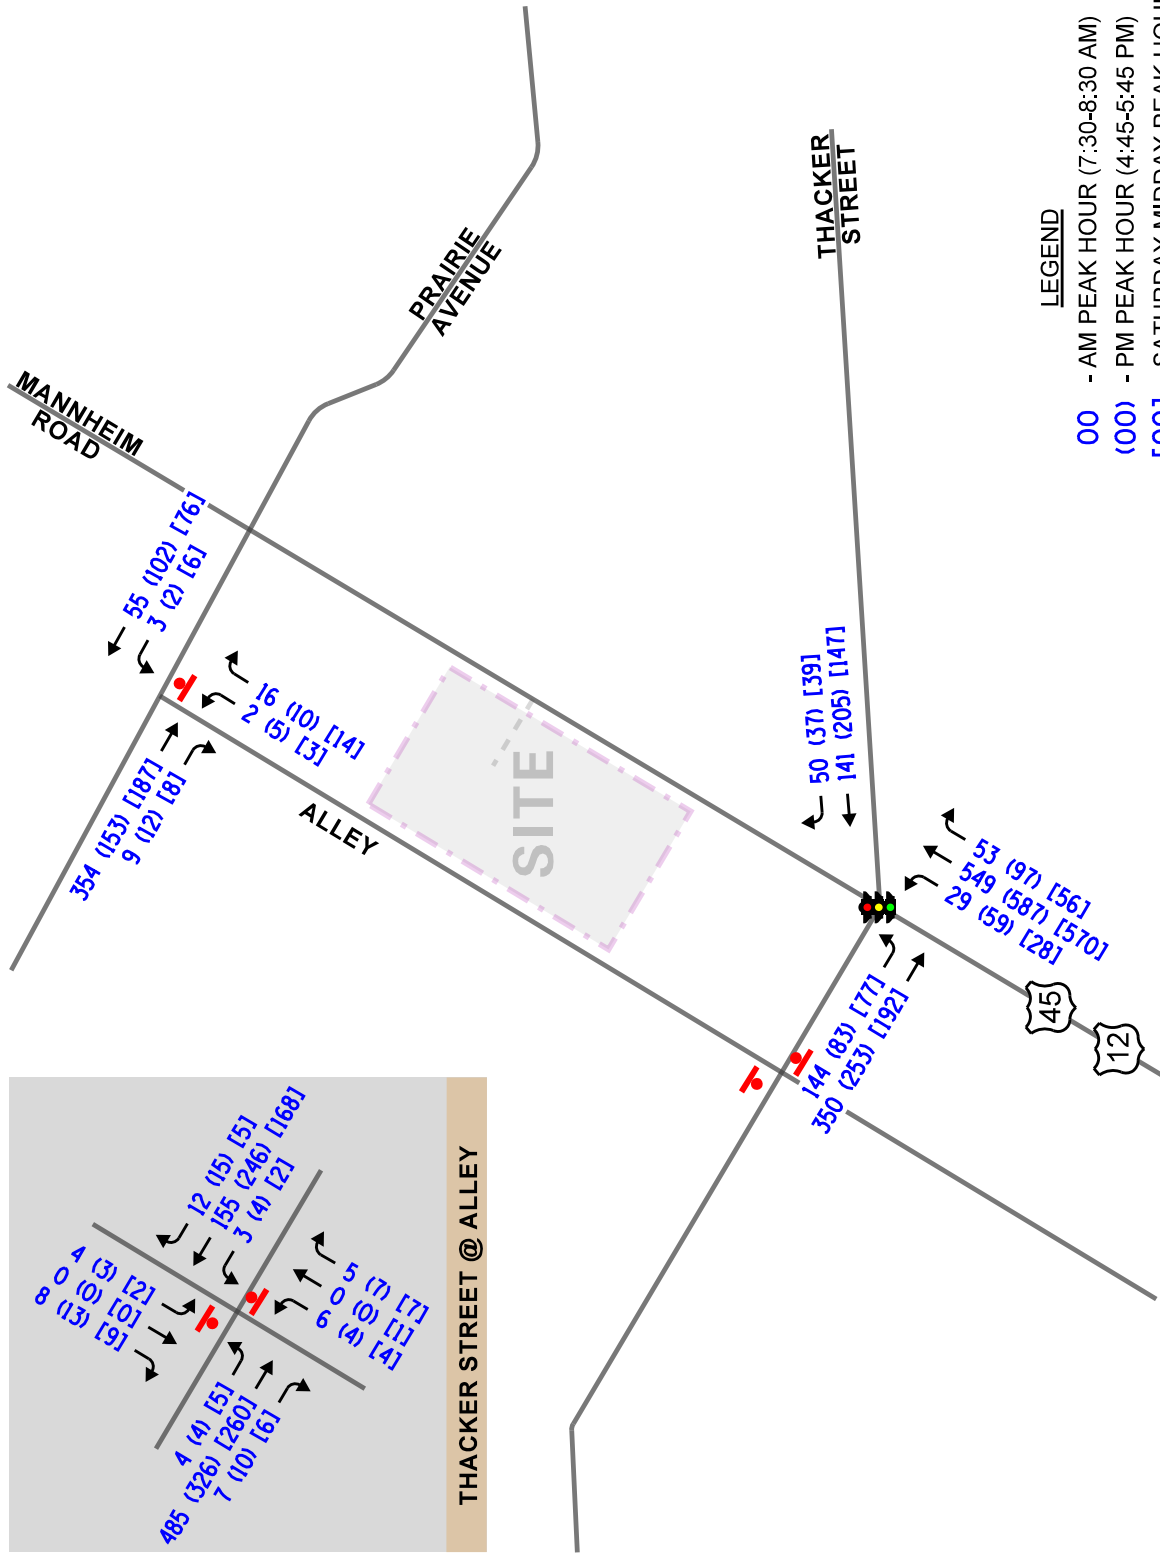 MANNHEIM
ROAD
PRAIRIE
AVENUE
THACKER
STREET
55 (102) [76]
3 (2) [6]
16 (10) [14]
2 (5) [3]
354 (153) [187]
9 (12) [8]
ALLEY
SITE
50 (37) [39]
141 (205) [147]
53 (97) [56]
549 (587) [570]
29 (59) [28]
144 (83) [77]
350 (253) [192]
45
12
LEGEND
00 - AM PEAK HOUR (7:30-8:30 AM)
(00) - PM PEAK HOUR (4:45-5:45 PM)
[00] - SATURDAY MIDDAY PEAK HOUR
12 (15) [5]
155 (246) [168]
3 (4) [2]
4 (3) [2]
0 (0) [0]
8 (13) [9]
5 (7) [7]
0 (0) [1]
6 (4) [4]
4 (4) [5]
485 (326) [260]
7 (10) [6]
THACKER STREET @ ALLEY